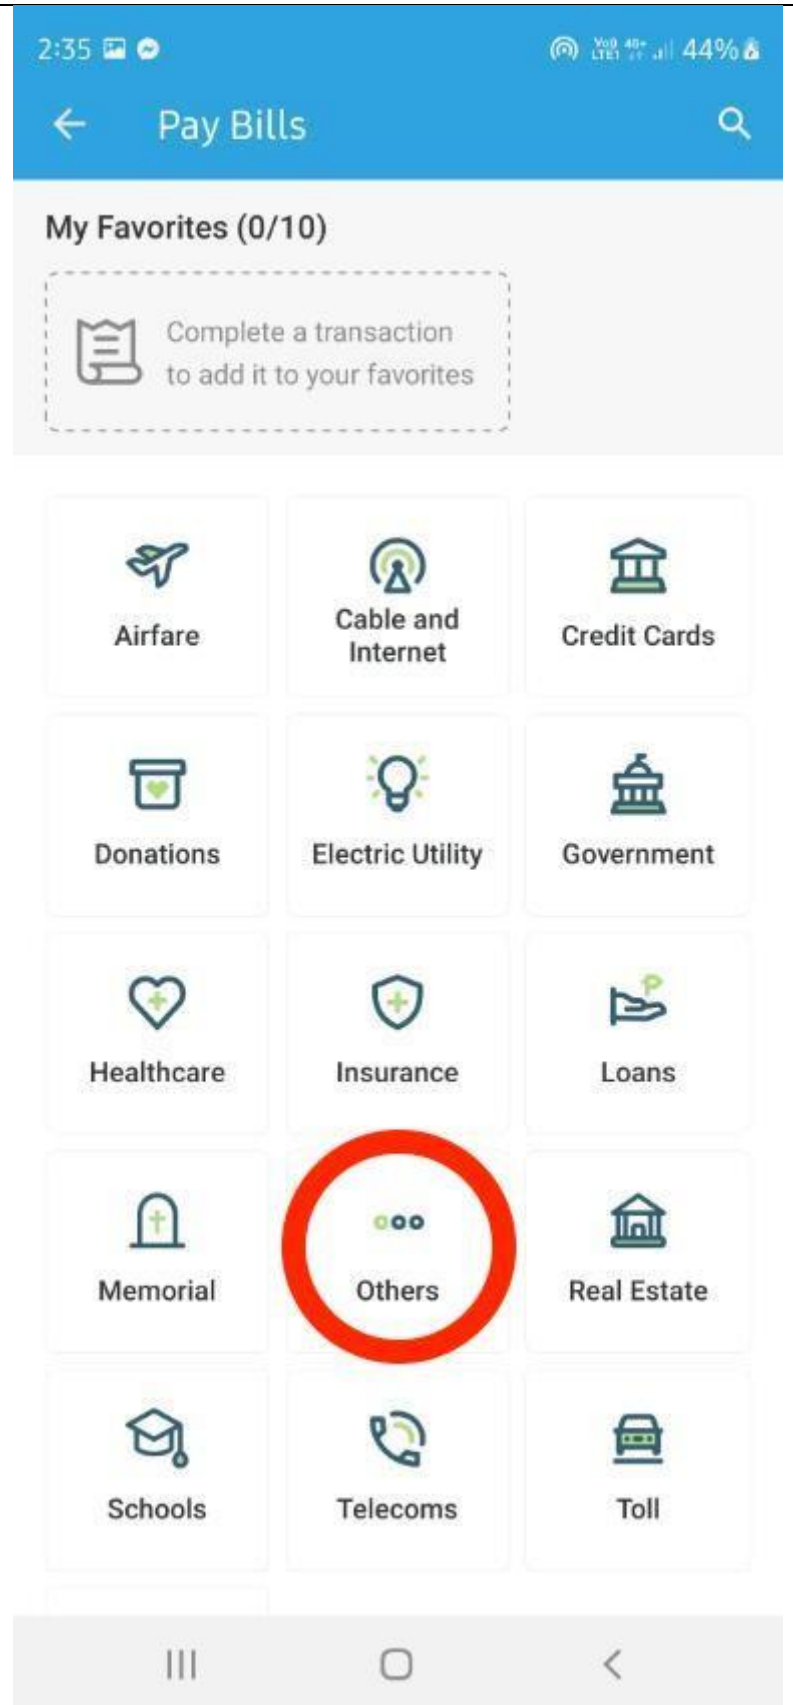 2:35
44%
Pay Bills
My Favorites (0/10)
Complete a transaction
to add it to your favorites
Airfare
Cable and
Internet
Credit Cards
Donations
Electric Utility
Government
Healthcare
Insurance
Loans
Memorial
Others
Real Estate
Schools
Telecoms
Toll